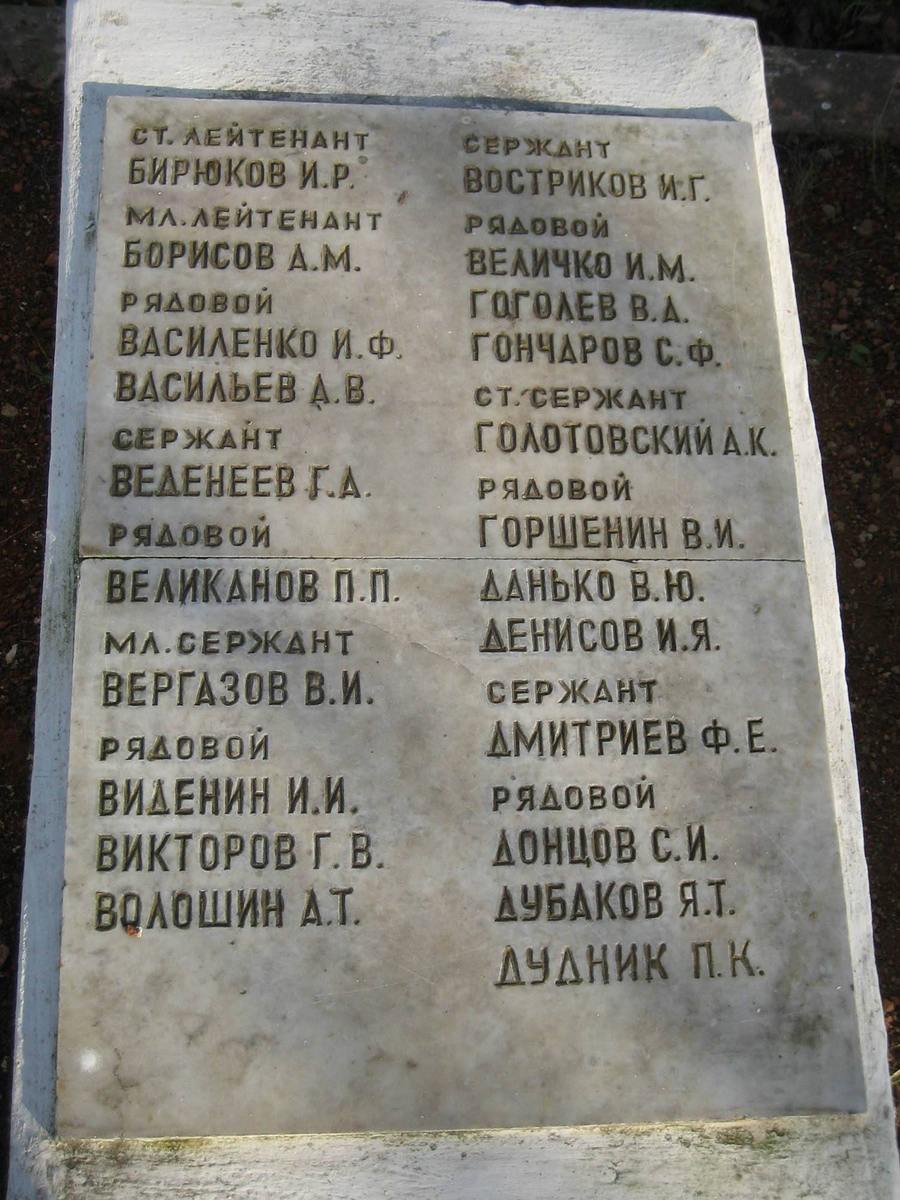 СТ. ЛЕЙТЕНАНТ
БИРЮКОВ И.Р.
МЛ. ЛЕЙТЕНАНТ
БОРИСОВ А.М.
РЯДОВОЙ
ВАСИЛЕНКО И.Ф.
ВАСИЛЬЕВ А.В.
СЕРЖАНТ
ВЕДЕНЕЕВ Г.А.
РЯДОВОЙ
ВЕЛИКАНОВ П.П.
МЛ. СЕРЖАНТ
ВЕРГАЗОВ В.И.
РЯДОВОЙ
ВИДЕНИН И.И.
ВИКТОРОВ Г.В.
ВОЛОШИН А.Т.
СЕРЖАНТ
ВОСТРИКОВ И.Г.
РЯДОВОЙ
ВЕЛИЧКО И.М.
ГОГОЛЕВ В.А.
ГОНЧАРОВ С.Ф.
СТ. СЕРЖАНТ
ГОЛОТОВСКИЙ А.К.
РЯДОВОЙ
ГОРШЕНИН В.И.
ДАНЬКО В.Ю.
ДЕНИСОВ И.Я.
СЕРЖАНТ
ДМИТРИЕВ Ф.Е.
РЯДОВОЙ
ДОНЦОВ С.И.
ДУБАКОВ Я.Т.
ДУДНИК П.К.